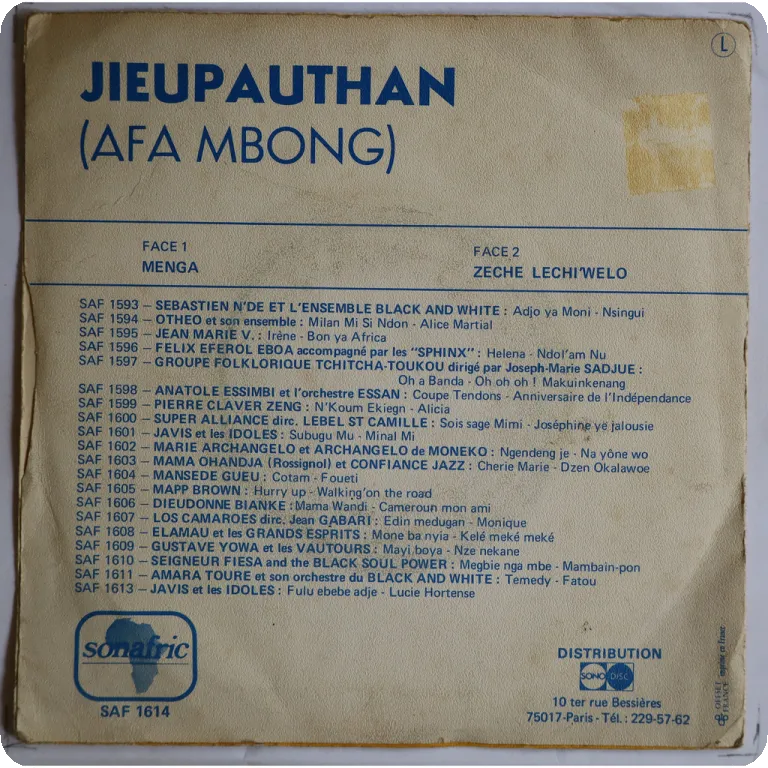 L
JIEUPAUTHAN
(AFA MBONG)
FACE 1
MENGA
FACE 2
ZECHE LECHI'WELO
SAF 1593 – SEBASTIEN N'DE ET L'ENSEMBLE BLACK AND WHITE : Adjo ya Moni - Nsingui
SAF 1594 – OTHEO et son ensemble : Milan Mi Si Ndon - Alice Martial
SAF 1595 – JEAN MARIE V. : Irène - Bon ya Africa
SAF 1596 – FELIX EFEROL EBOA accompagné par les "SPHINX" : Helena - Ndol'am Nu
SAF 1597 – GROUPE FOLKLORIQUE TCHITCHA-TOUKOU dirigé par Joseph-Marie SADJUE :
Oh a Banda - Oh oh oh ! Makuinkenang
SAF 1598 – ANATOLE ESSIMBI et l'orchestre ESSAN : Coupe Tendons - Anniversaire de l'Indépendance
SAF 1599 – PIERRE CLAVER ZENG : N'Koum Ekiegn - Alicia
SAF 1600 – SUPER ALLIANCE dirc. LEBEL ST CAMILLE : Sois sage Mimi - Joséphine ye jalousie
SAF 1601 – JAVIS et les IDOLES : Subugu Mu - Minal Mi
SAF 1602 – MARIE ARCHANGELO et ARCHANGELO de MONEKO : Ngendeng je - Na yône wo
SAF 1603 – MAMA OHANDJA (Rossignol) et CONFIANCE JAZZ : Cherie Marie - Dzen Okalawoe
SAF 1604 – MANSEDE GUEU : Cotam - Foueti
SAF 1605 – MAPP BROWN : Hurry up - Walking'on the road
SAF 1606 – DIEUDONNE BIANKE : Mama Wandi - Cameroun mon ami
SAF 1607 – LOS CAMAROES dirc. Jean GABARI : Edin medugan - Monique
SAF 1608 – ELAMAU et les GRANDS ESPRITS : Mone ba nyia - Kelé meké meké
SAF 1609 – GUSTAVE YOWA et les VAUTOURS : Mayi boya - Nze nekane
SAF 1610 – SEIGNEUR FIESA and the BLACK SOUL POWER : Megbie nga mbe - Mambain-pon
SAF 1611 – AMARA TOURE et son orchestre du BLACK AND WHITE : Temedy - Fatou
SAF 1613 – JAVIS et les IDOLES : Fulu ebebe adje - Lucie Hortense
sonafric
SAF 1614
DISTRIBUTION
SONO DISC
10 ter rue Bessières
75017-Paris - Tél. : 229-57-62
OFFSET FRANCE
imprimé en France